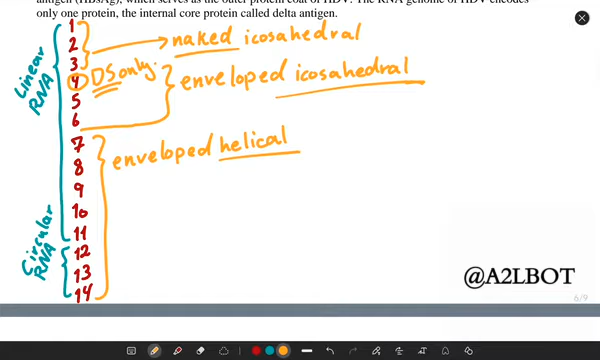 antigen (HBsAg), which serves as the outer protein coat of HDV. The RNA genome of HDV encodes
only one protein, the internal core protein called delta antigen.
1
2
3
4
5
6
7
8
9
10
11
12
13
14
Linear
RNA
Circular
RNA
naked icosahedral
DS only.
enveloped icosahedral
enveloped helical
@A2LBOT
6/9